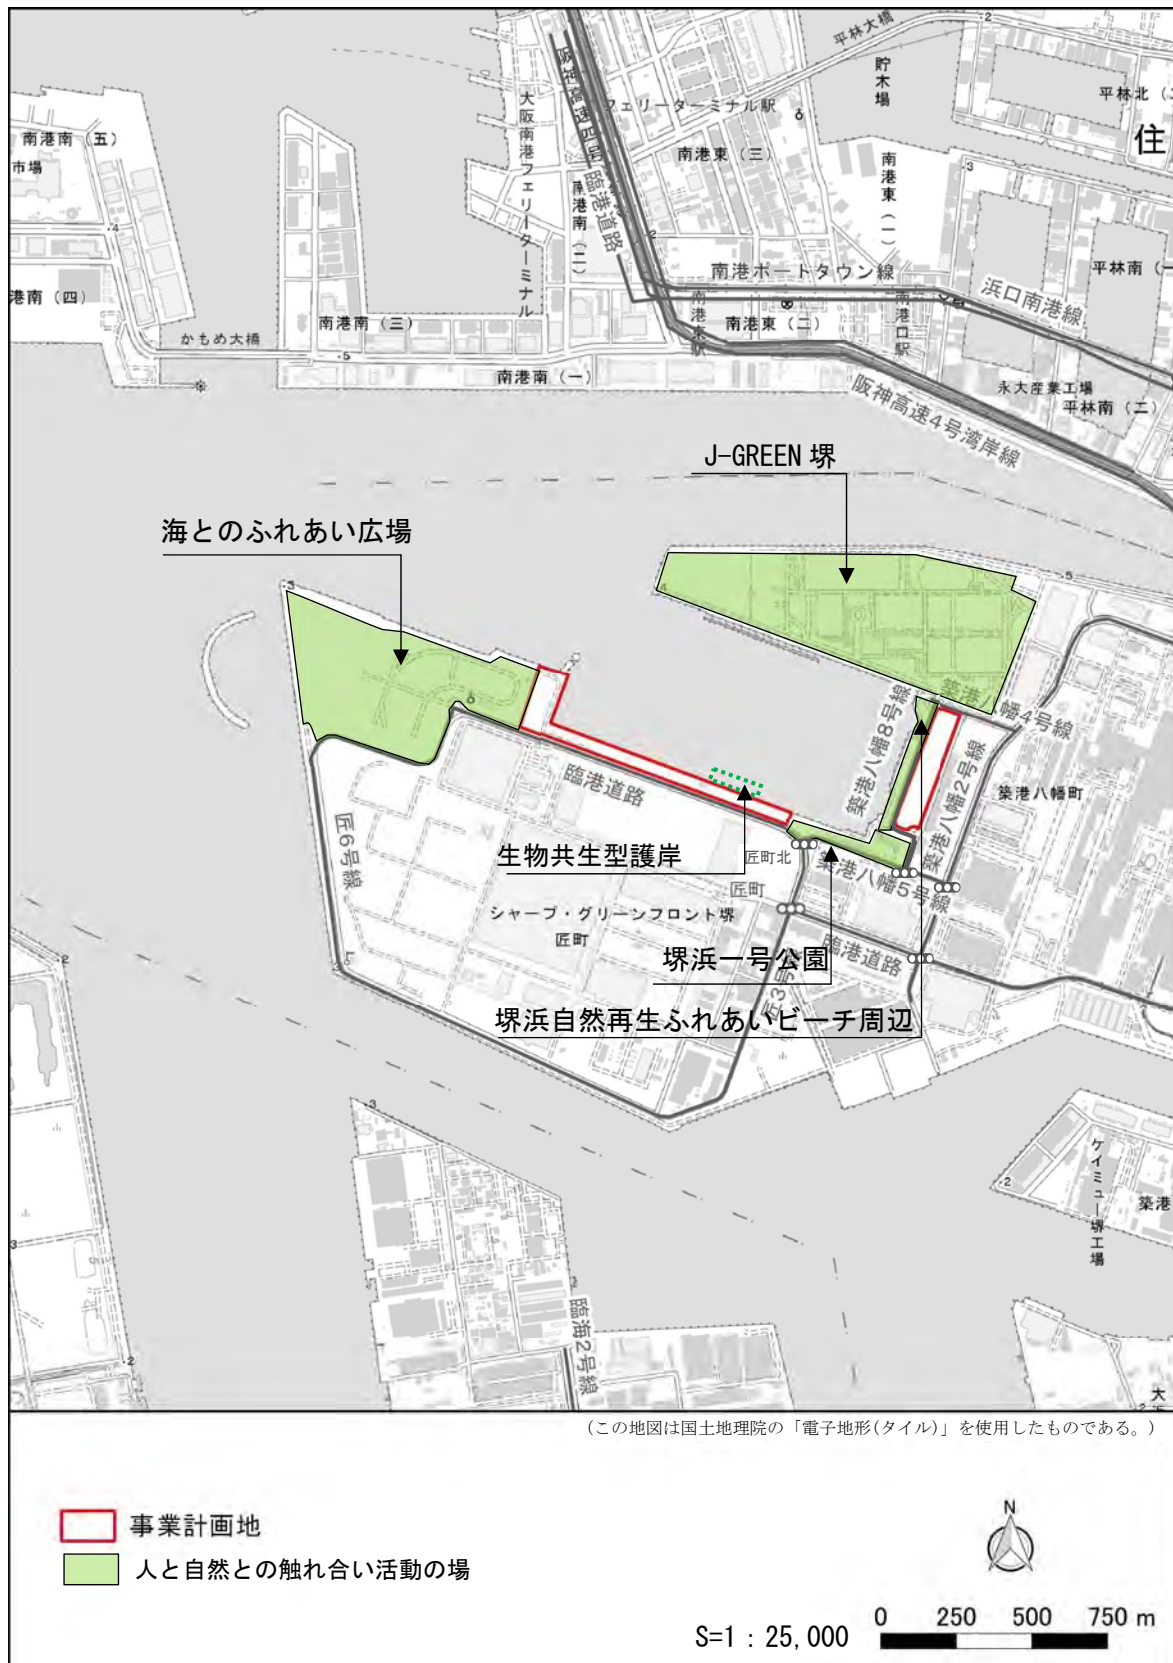 平林大橋
貯木場
平林北（二
住
阪神高速四号
臨港道路
フェリーターミナル駅
大阪南港フェリーターミナル
南港南（五）
市場
南港東（三）
南港東（一）
南港南（二）
南港ポートタウン線
平林南（一
浜口南港線
港南（四）
南港南（三）
かもめ大橋
南港東駅
南港東（二）
南港口駅
南港南（一）
永大産業工場
平林南（二）
阪神高速4号湾岸線
J-GREEN 堺
海とのふれあい広場
築港八幡8号線
築港八幡4号線
築港八幡2号線
築港八幡町
臨港道路
匠6号線
生物共生型護岸
匠町北
築港八幡5号線
匠町
シャープ・グリーンフロント堺
匠町
堺浜一号公園
臨港道路
匠3号線
堺浜自然再生ふれあいビーチ周辺
ケイミュー堺工場
築港
臨海2号線
大
(この地図は国土地理院の「電子地形(タイル)」を使用したものである。)
事業計画地
人と自然との触れ合い活動の場
N
0 250 500 750 m
S=1：25,000